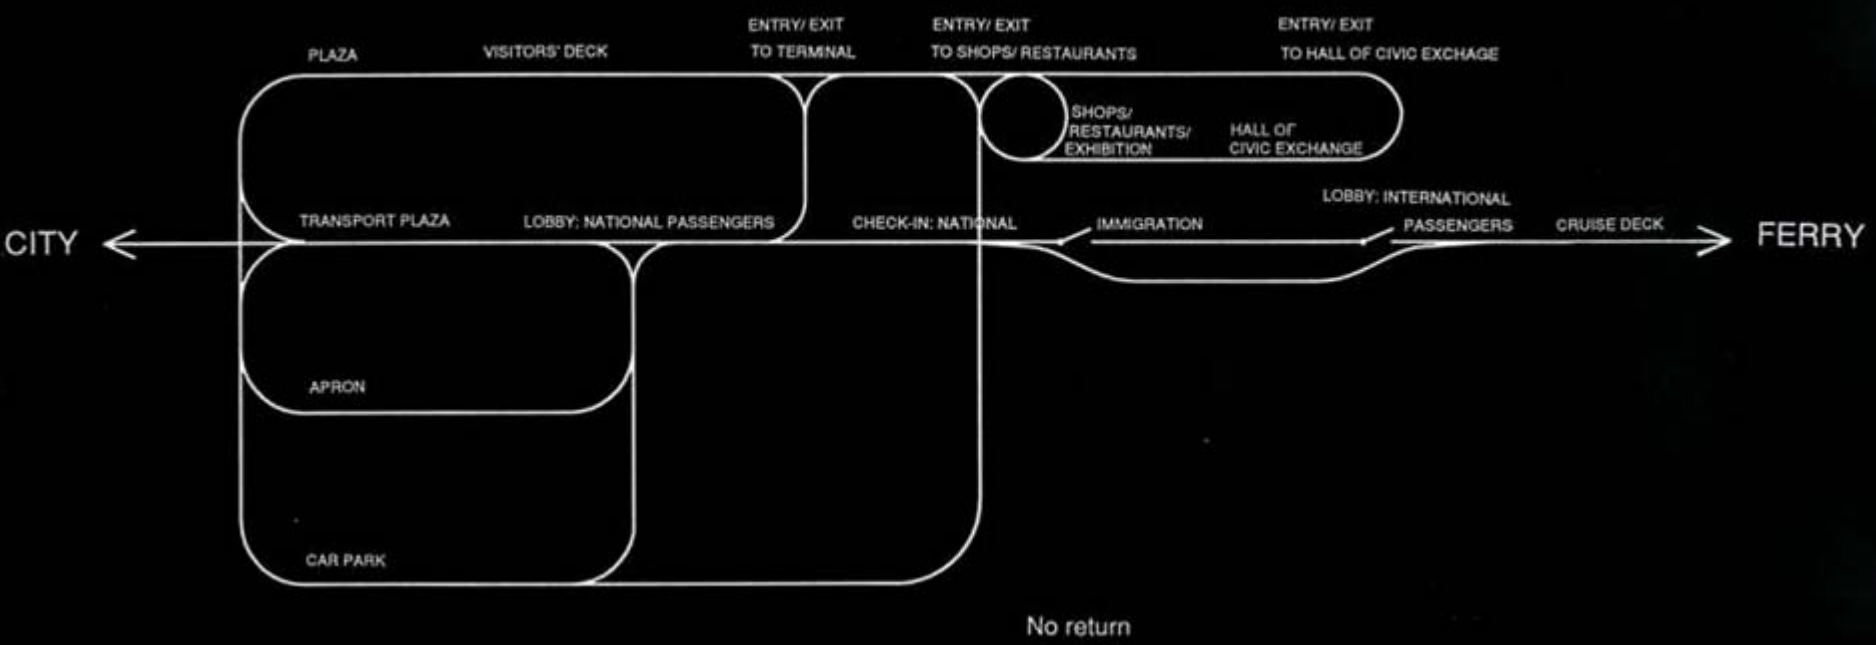 ENTRY/ EXIT
TO TERMINAL
ENTRY/ EXIT
TO SHOPS/ RESTAURANTS
ENTRY/ EXIT
TO HALL OF CIVIC EXCHAGE
PLAZA
VISITORS' DECK
SHOPS/
RESTAURANTS/
EXHIBITION
HALL OF
CIVIC EXCHANGE
CITY
TRANSPORT PLAZA
LOBBY: NATIONAL PASSENGERS
CHECK-IN: NATIONAL
IMMIGRATION
LOBBY: INTERNATIONAL
PASSENGERS
CRUISE DECK
FERRY
APRON
CAR PARK
No return